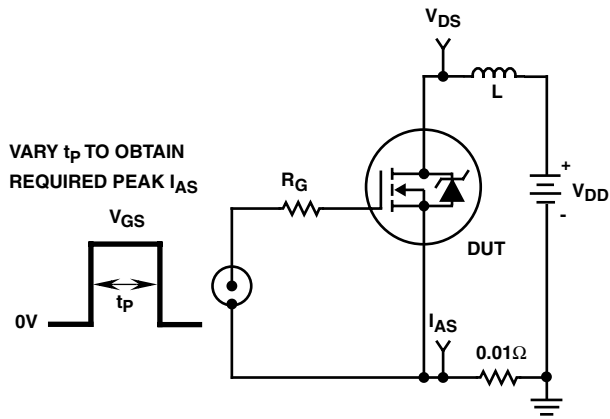 V_DS
L
VARY t_P TO OBTAIN
REQUIRED PEAK I_AS
R_G
+
V_DD
-
V_GS
DUT
t_P
0V
I_AS
0.01Ω